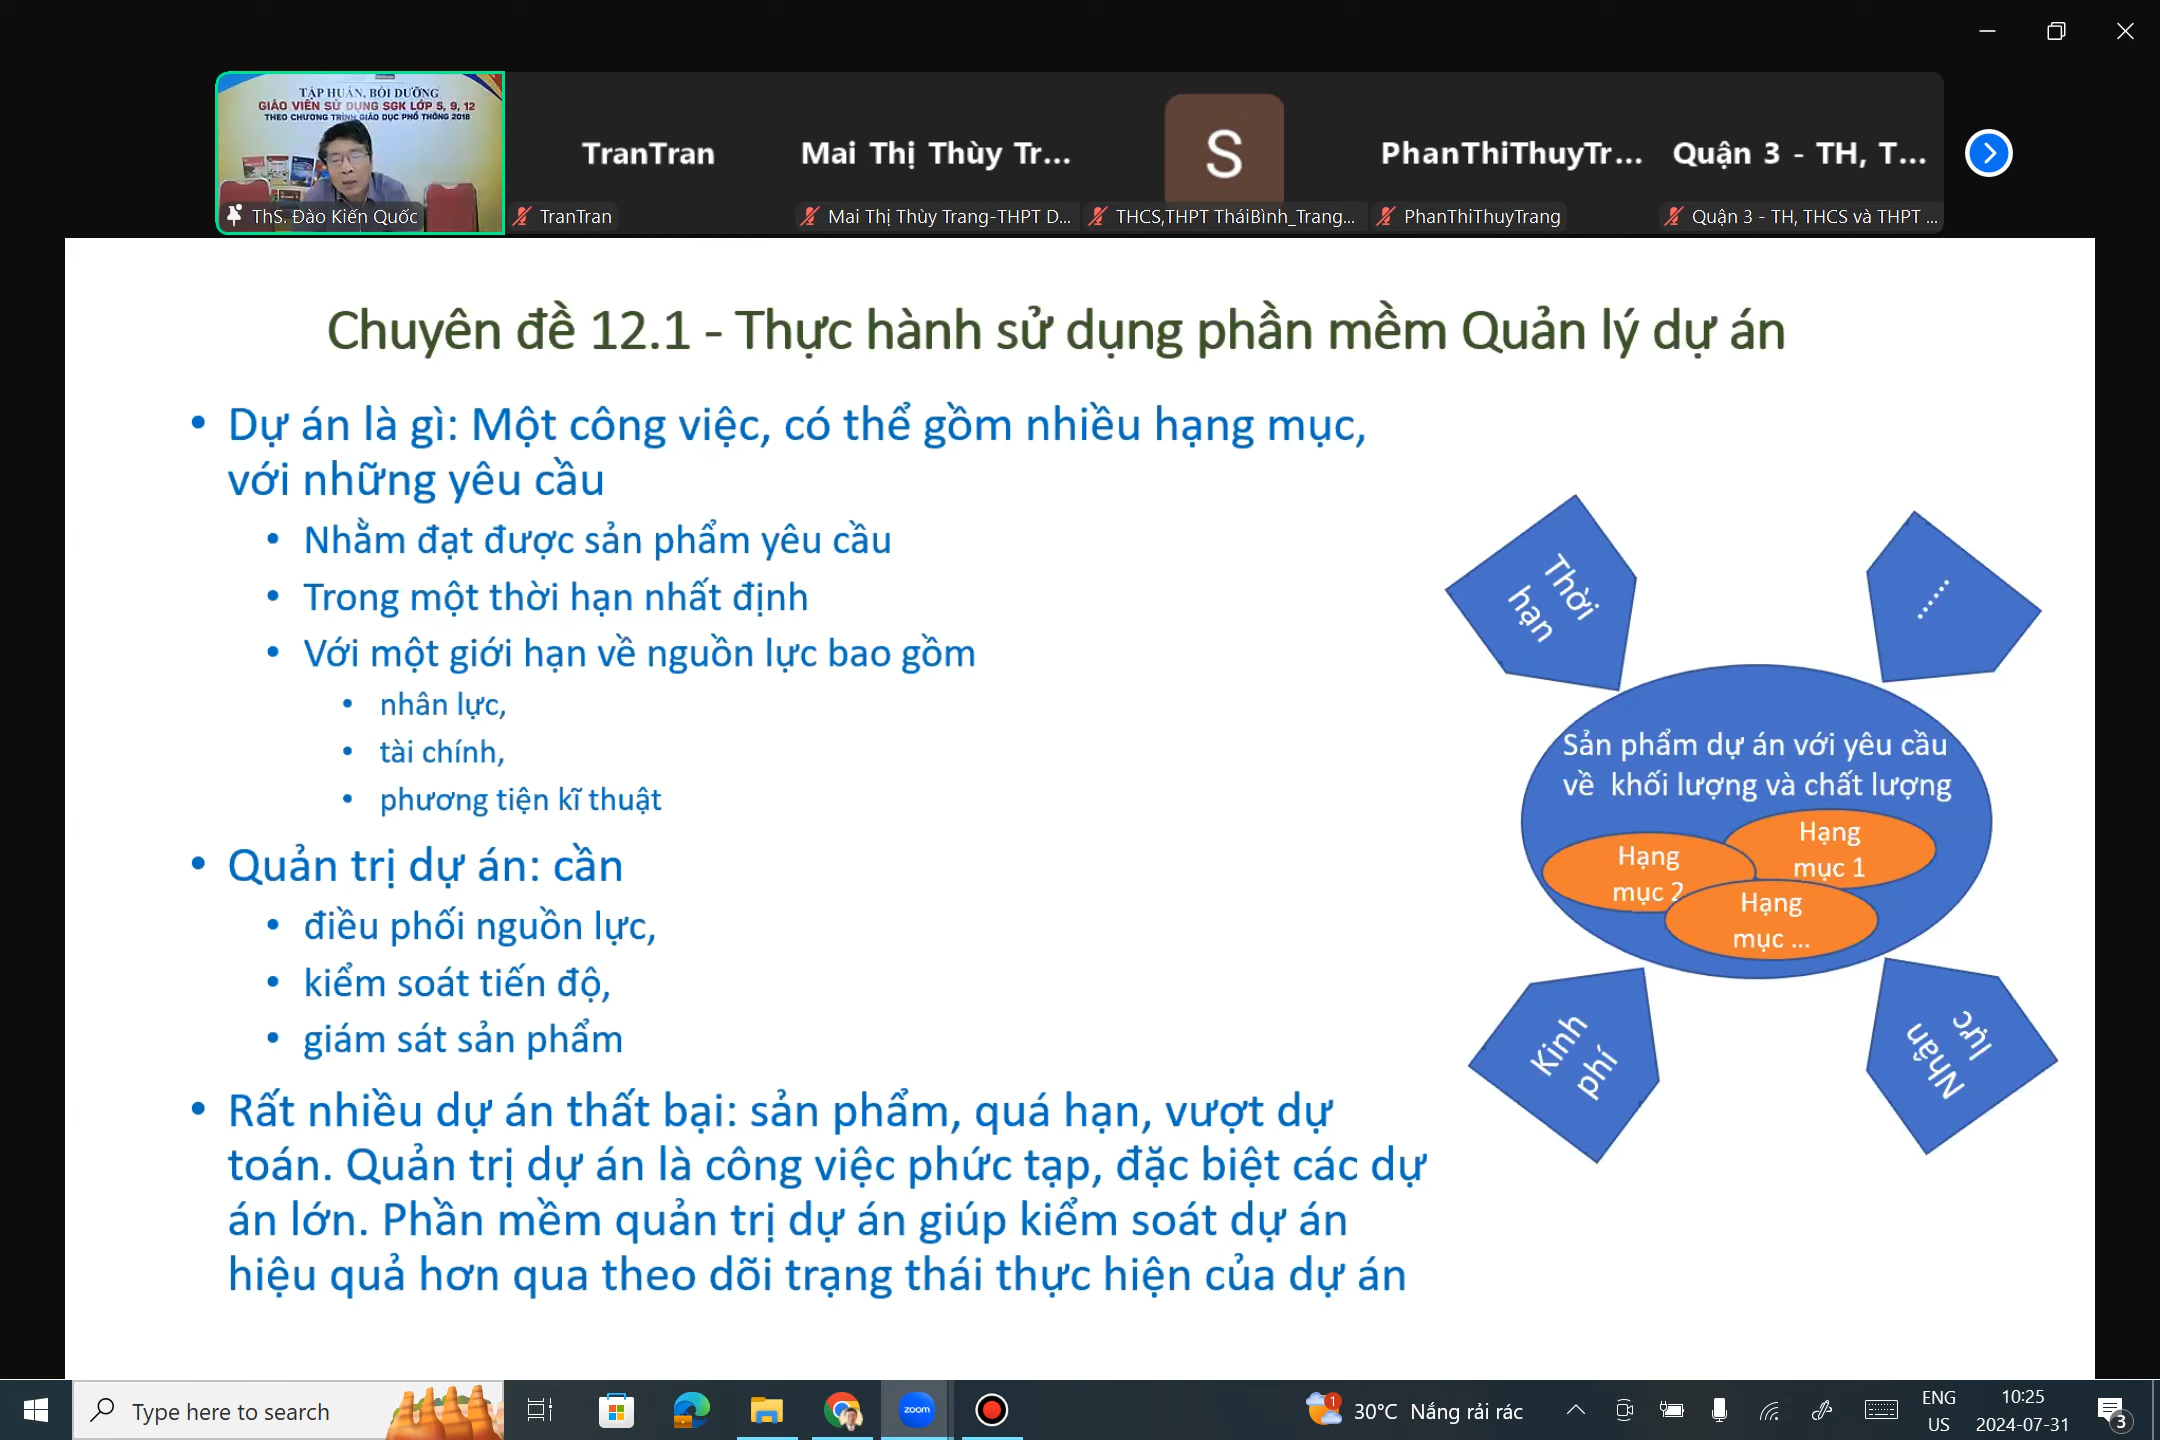 TẬP HUẤN, BỒI DƯỠNG
GIÁO VIÊN SỬ DỤNG SGK LỚP 5, 9, 12
THEO CHƯƠNG TRÌNH GIÁO DỤC PHỔ THÔNG 2018
ThS. Đào Kiến Quốc
TranTran
TranTran
Mai Thị Thùy Tr...
Mai Thị Thùy Trang-THPT D...
S
THCS,THPT TháiBình_Trang...
PhanThiThuyTr...
PhanThiThuyTrang
Quận 3 - TH, T...
Quận 3 - TH, THCS và THPT ...
Chuyên đề 12.1 - Thực hành sử dụng phần mềm Quản lý dự án
• Dự án là gì: Một công việc, có thể gồm nhiều hạng mục,
với những yêu cầu
• Nhằm đạt được sản phẩm yêu cầu
• Trong một thời hạn nhất định
• Với một giới hạn về nguồn lực bao gồm
• nhân lực,
• tài chính,
• phương tiện kĩ thuật
• Quản trị dự án: cần
• điều phối nguồn lực,
• kiểm soát tiến độ,
• giám sát sản phẩm
• Rất nhiều dự án thất bại: sản phẩm, quá hạn, vượt dự
toán. Quản trị dự án là công việc phức tạp, đặc biệt các dự
án lớn. Phần mềm quản trị dự án giúp kiểm soát dự án
hiệu quả hơn qua theo dõi trạng thái thực hiện của dự án
Thời
hạn
......
Sản phẩm dự án với yêu cầu
về khối lượng và chất lượng
Hạng
mục 1
Hạng
mục 2
Hạng
mục ...
Kinh
phí
Nhân
lực
Type here to search
zoom
1
30°C Nắng rải rác
ENG
US
10:25
2024-07-31
3